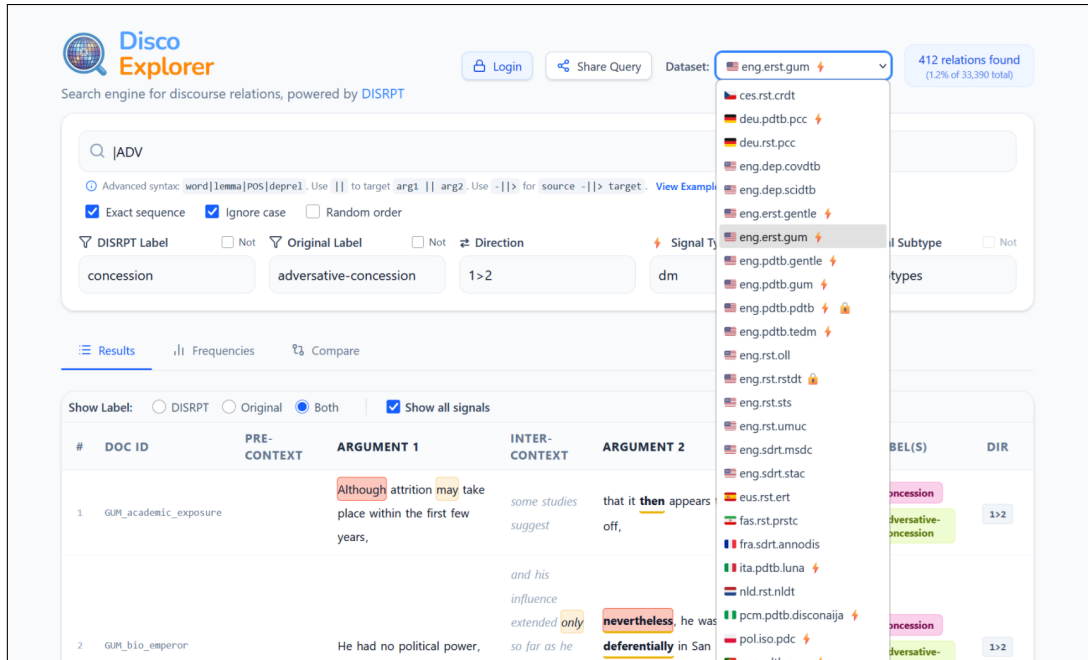 Disco
Explorer
Login
Share Query
Dataset:
eng.erst.gum
412 relations found
(1.2% of 33,390 total)
Search engine for discourse relations, powered by DISRPT
|ADV
Advanced syntax: word|lemma|POS|deprel. Use || to target arg1 || arg2. Use -||> for source -||> target. View
Exact sequence
Ignore case
Random order
DISRPT Label
Not
Original Label
Not
Direction
Signal
Subtype
Not
concession
adversative-concession
1>2
dm
ces.rst.crdt
deu.pdtb.pcc
deu.rst.pcc
eng.dep.covdtb
eng.dep.scidtb
eng.erst.gentle
eng.erst.gum
eng.pdtb.gentle
eng.pdtb.gum
eng.pdtb.pdtb
eng.pdtb.tedm
eng.rst.oll
eng.rst.rstdt
eng.rst.sts
eng.rst.umuc
eng.sdrt.msdc
eng.sdrt.stac
eus.rst.ert
fas.rst.prstc
fra.sdrt.annodis
ita.pdtb.luna
nld.rst.nldt
pcm.pdtb.disconaija
pol.iso.pdc
Results
Frequencies
Compare
Show Label:
DISRPT
Original
Both
Show all signals
#
DOC ID
PRE-
CONTEXT
ARGUMENT 1
INTER-
CONTEXT
ARGUMENT 2
DIR
1
GUM_academic_exposure
Although attrition may take
place within the first few
years,
some studies
suggest
that it then appears
off,
1>2
2
GUM_bio_emperor
He had no political power,
and his
influence
extended only
so far as he
nevertheless, he was
deferentially in San
1>2